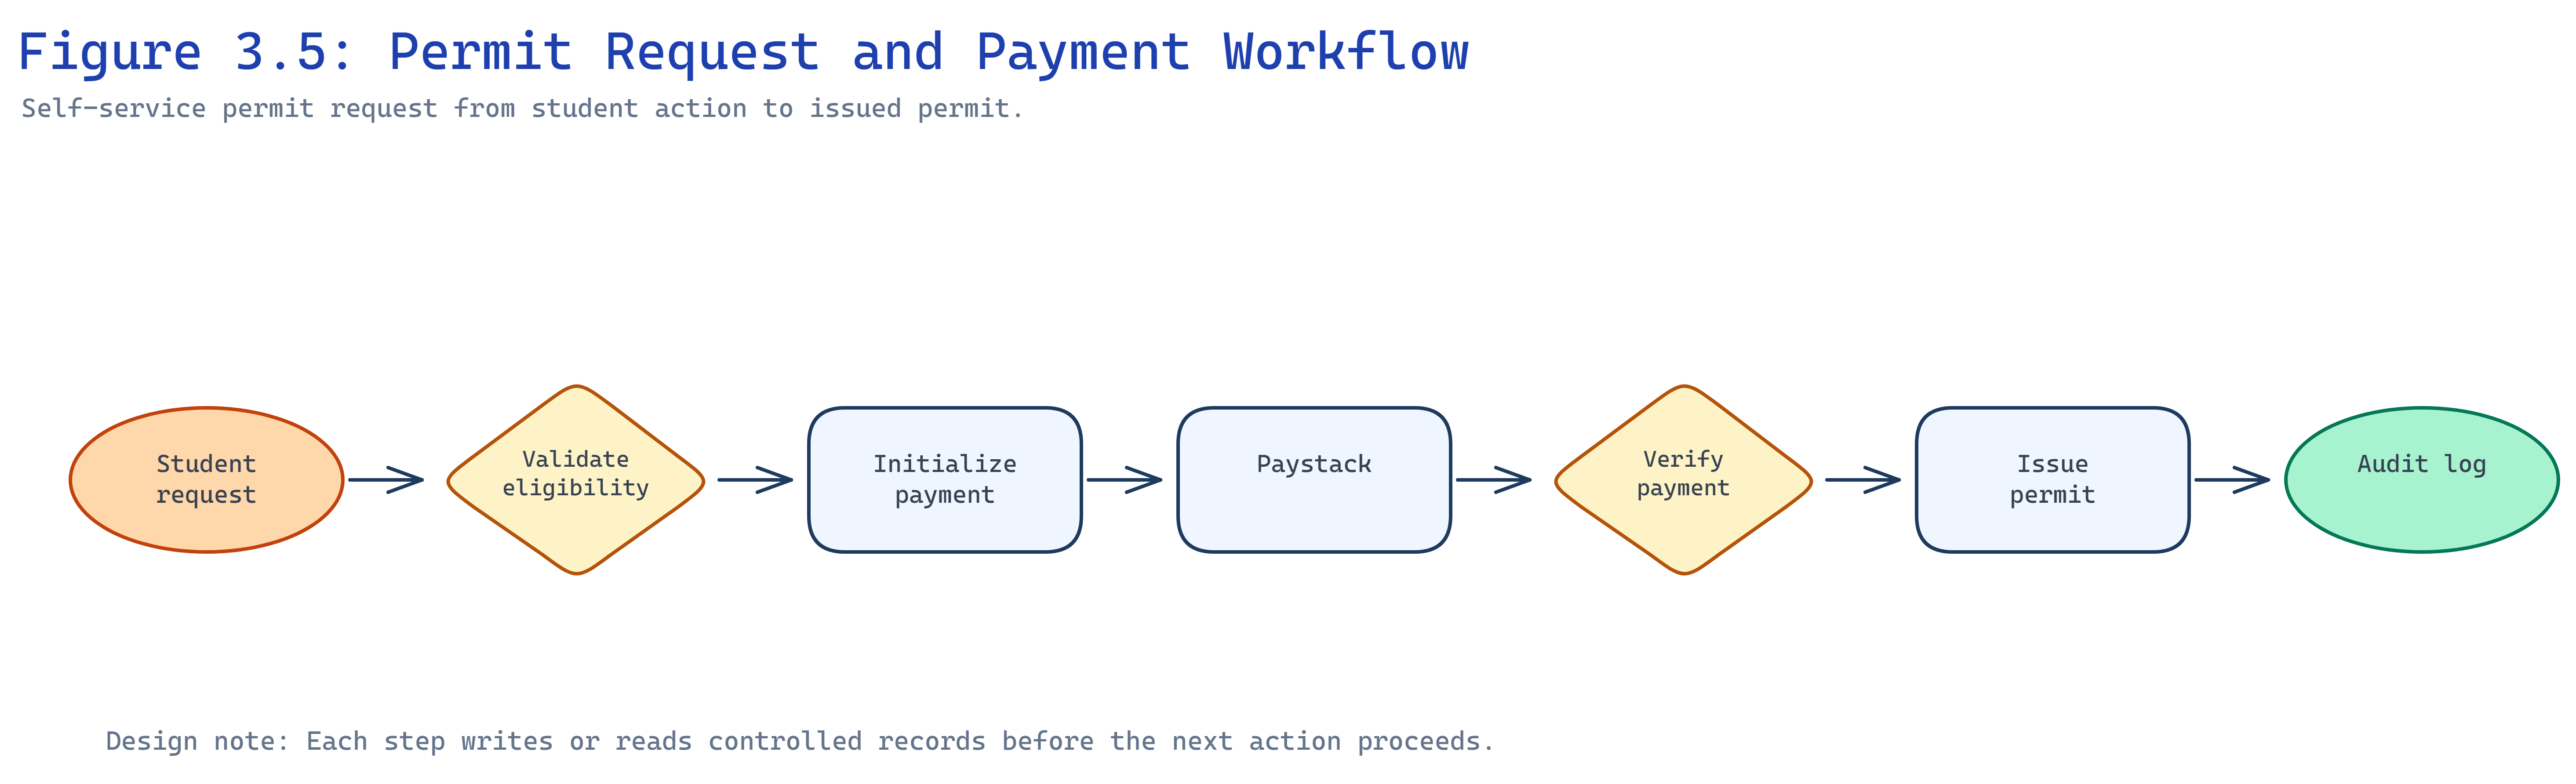 Figure 3.5: Permit Request and Payment Workflow
Self-service permit request from student action to issued permit.
Student
request
Validate
eligibility
Initialize
payment
Paystack
Verify
payment
Issue
permit
Audit log
Design note: Each step writes or reads controlled records before the next action proceeds.